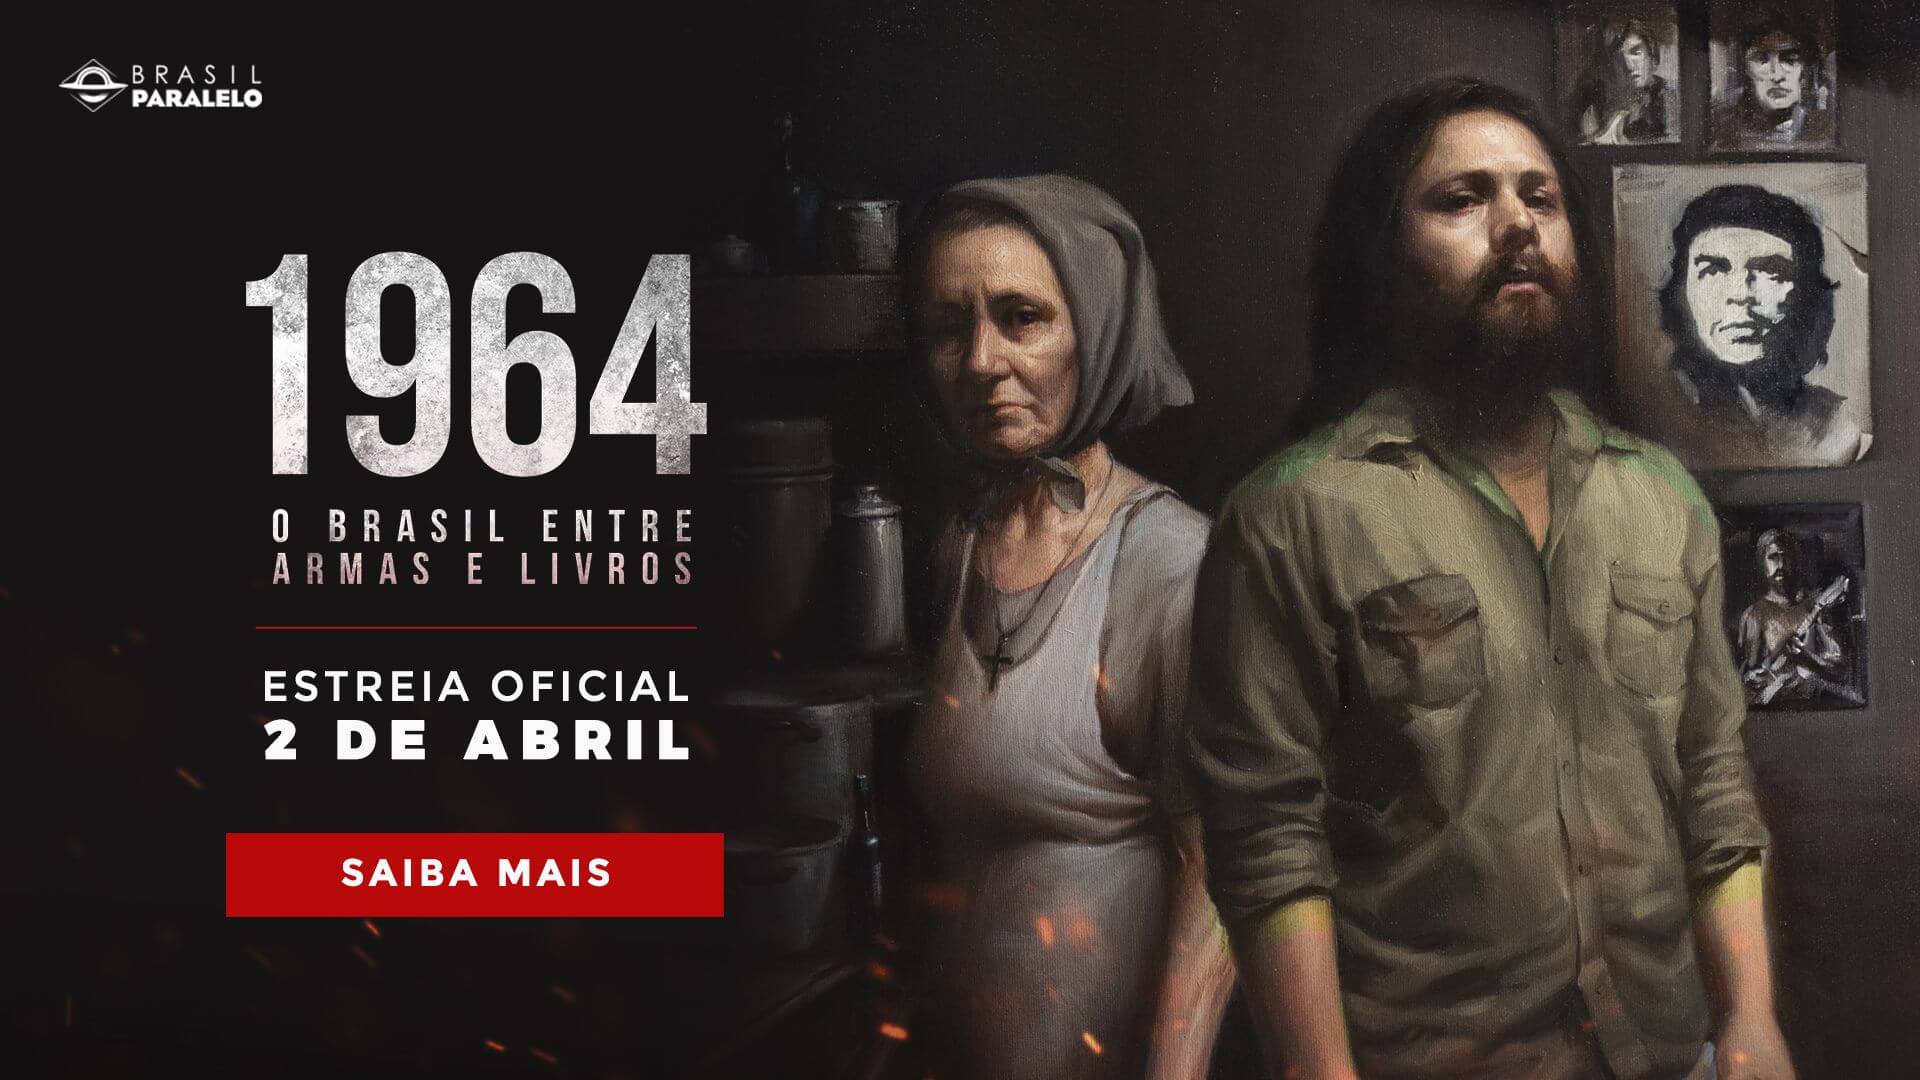 BRASIL
PARALELO
1964
O BRASIL ENTRE
ARMAS E LIVROS
ESTREIA OFICIAL
2 DE ABRIL
SAIBA MAIS